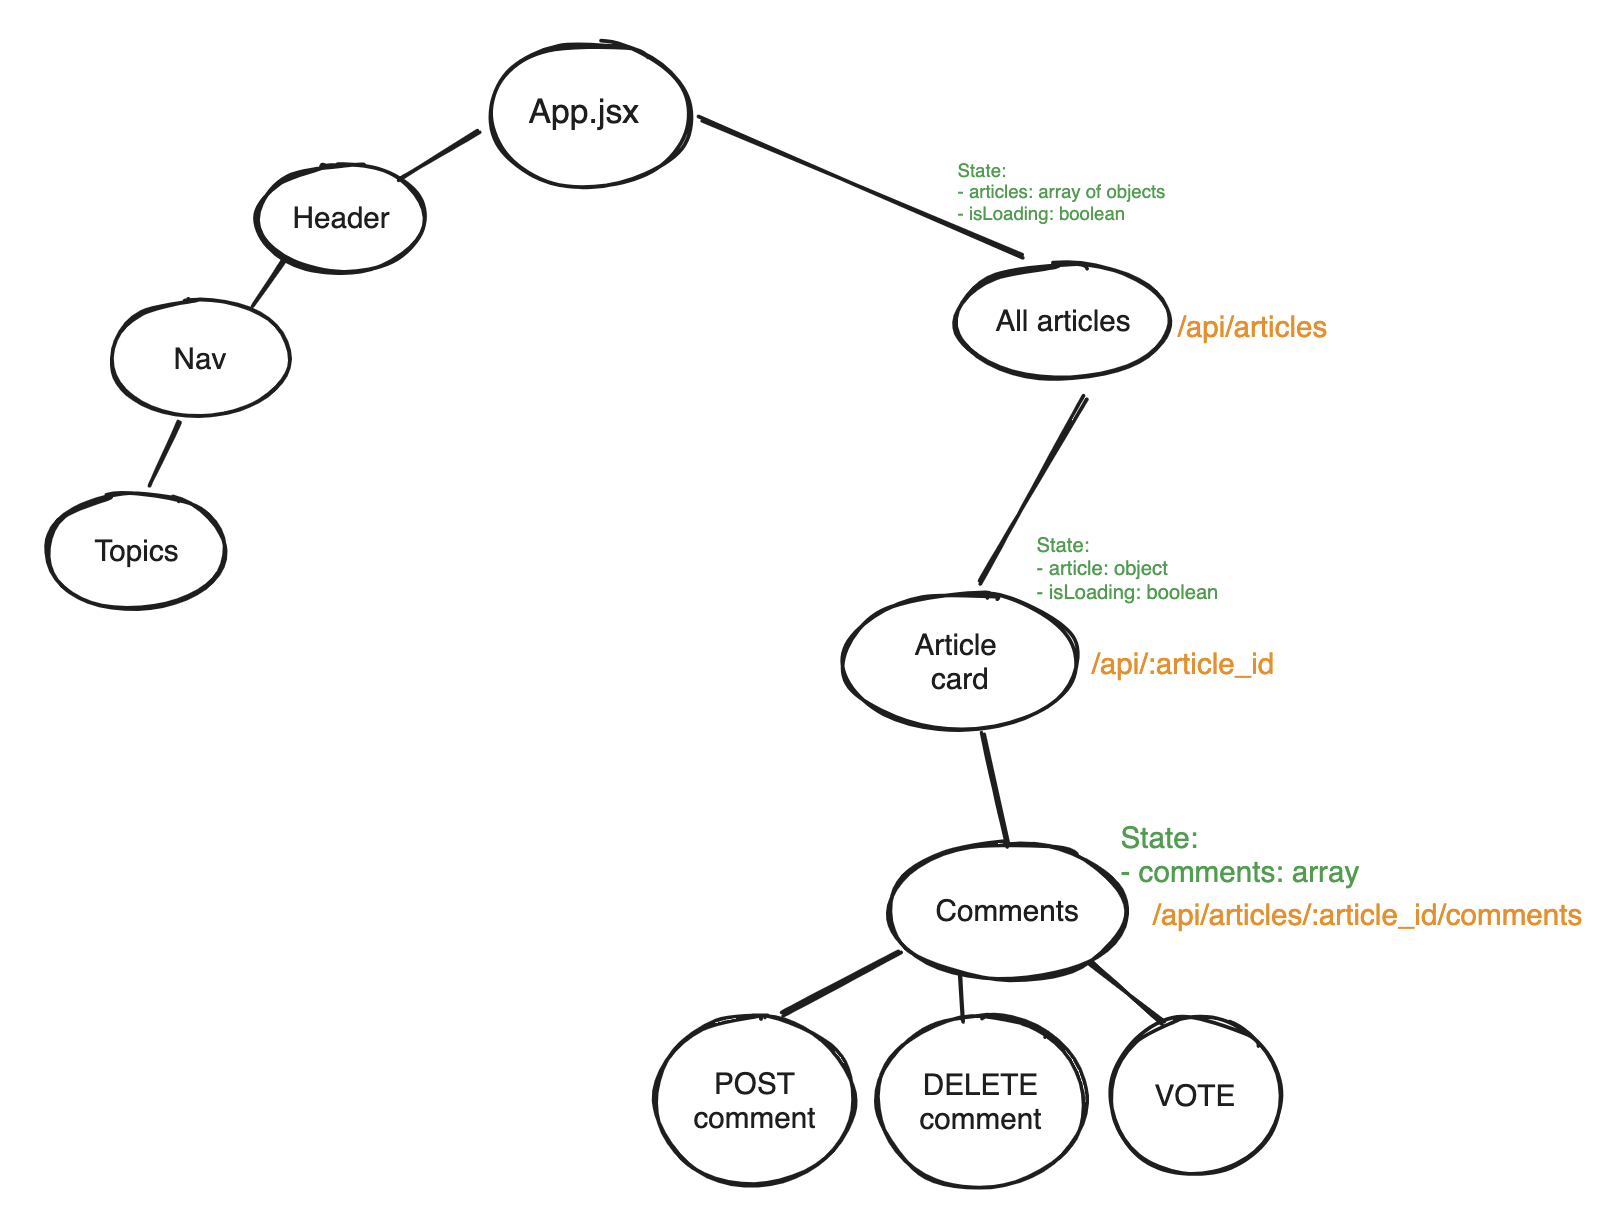 App.jsx
Header
Nav
Topics
State:
- articles: array of objects
- isLoading: boolean
All articles
/api/articles
State:
- article: object
- isLoading: boolean
Article
card
/api/:article_id
State:
- comments: array
Comments
/api/articles/:article_id/comments
POST
comment
DELETE
comment
VOTE